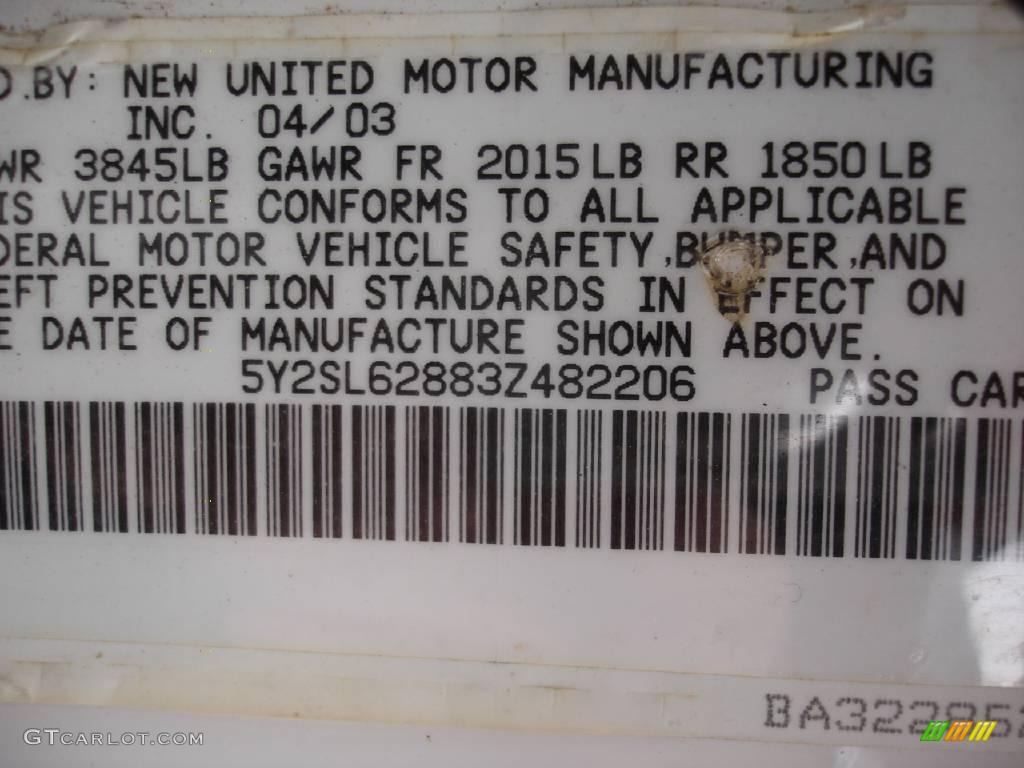 D.BY: NEW UNITED MOTOR MANUFACTURING
INC. 04/03
WR 3845LB GAWR FR 2015LB RR 1850LB
IS VEHICLE CONFORMS TO ALL APPLICABLE
DERAL MOTOR VEHICLE SAFETY,BUMPER,AND
EFT PREVENTION STANDARDS IN EFFECT ON
E DATE OF MANUFACTURE SHOWN ABOVE.
5Y2SL62883Z482206 PASS CAR
GTCARLOT.COM